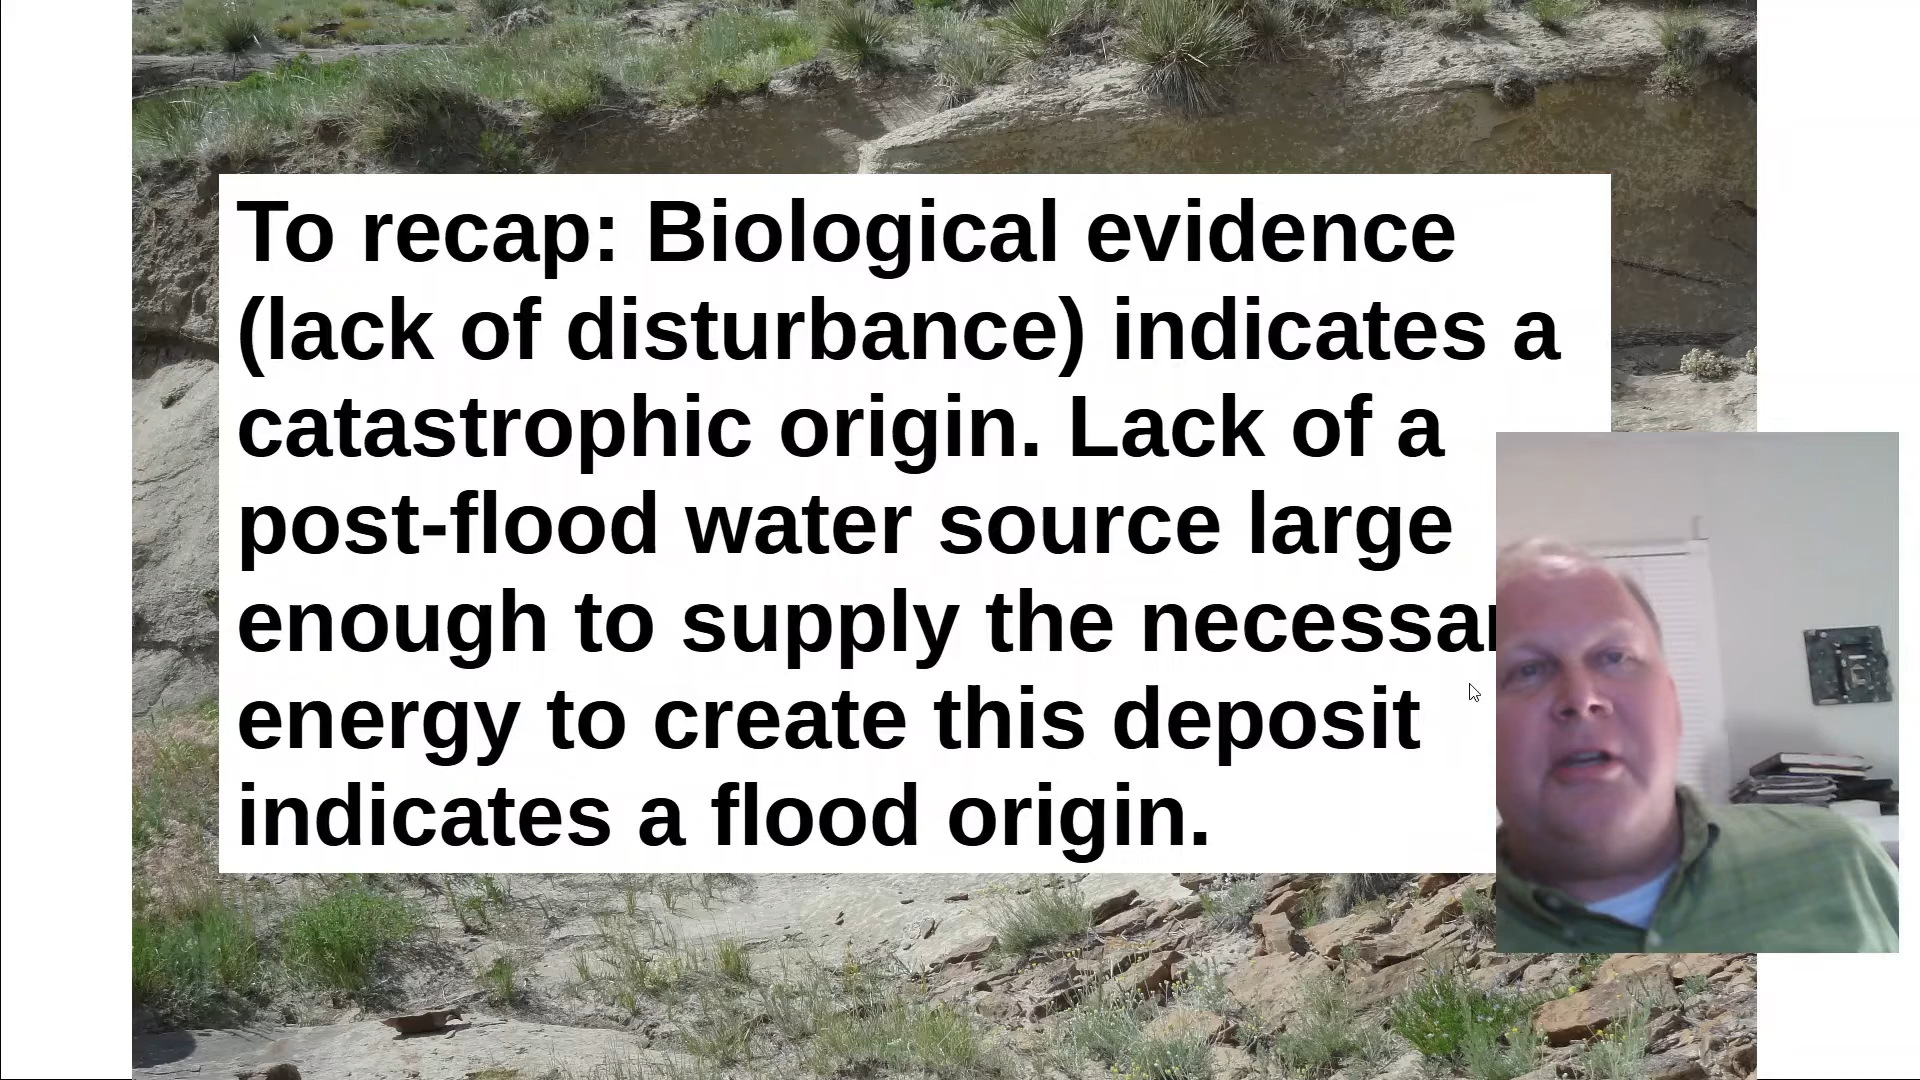 To recap: Biological evidence
(lack of disturbance) indicates a
catastrophic origin. Lack of a
post-flood water source large
enough to supply the
energy to create this deposit
indicates a flood origin.